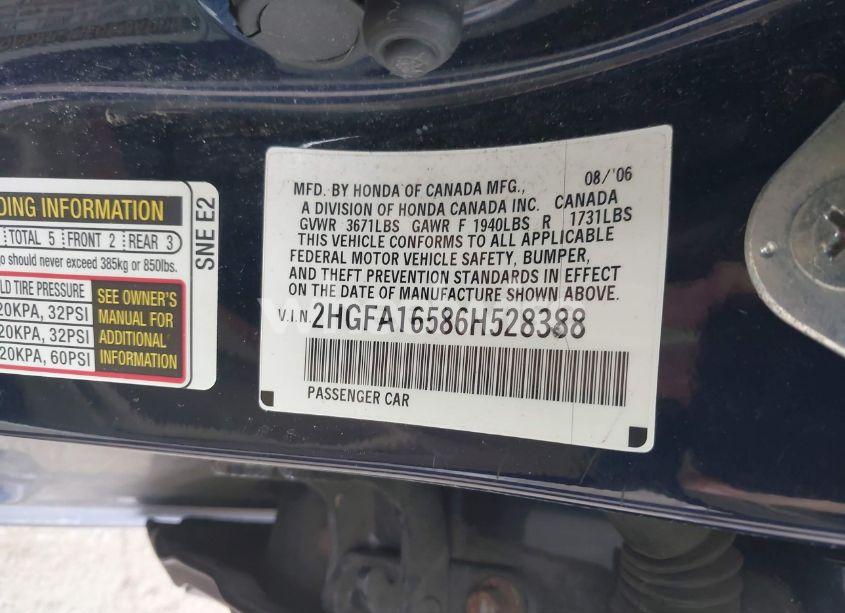 DING INFORMATION
TOTAL 5 FRONT 2 REAR 3
go should never exceed 385kg or 850lbs.
LD TIRE PRESSURE
20KPA, 32PSI
20KPA, 32PSI
20KPA, 60PSI
SEE OWNER'S
MANUAL FOR
ADDITIONAL
INFORMATION
SNE E2
MFD. BY HONDA OF CANADA MFG., 08/'06
A DIVISION OF HONDA CANADA INC. CANADA
GVWR 3671LBS GAWR F 1940LBS R 1731LBS
THIS VEHICLE CONFORMS TO ALL APPLICABLE
FEDERAL MOTOR VEHICLE SAFETY, BUMPER,
AND THEFT PREVENTION STANDARDS IN EFFECT
ON THE DATE OF MANUFACTURE SHOWN ABOVE.
V.I.N. 2HGFA16586H528388
PASSENGER CAR